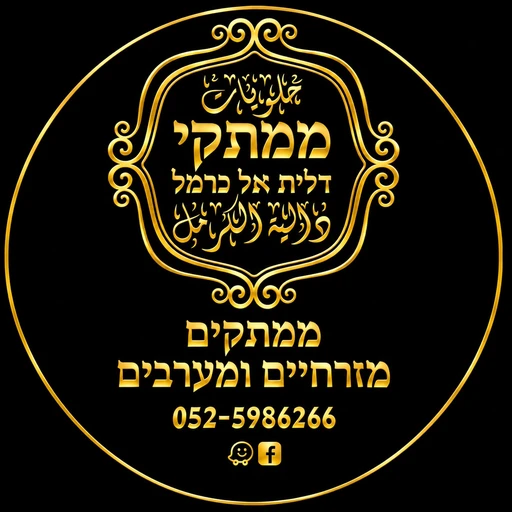 حلويات
ממתקי
דלית אל כרמל
دالية الكرمل
ממתקים
מזרחיים ומערבים
052-5986266